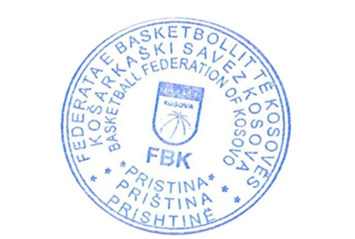 FEDERATA E BASKETBOLLIT TË KOSOVËS
KOŠARKAŠKI SAVEZ KOSOVA
BASKETBALL FEDERATION OF KOSOVO
KOSOVA
FBK
PRISTINA
PRIŠTINA
PRISHTINË